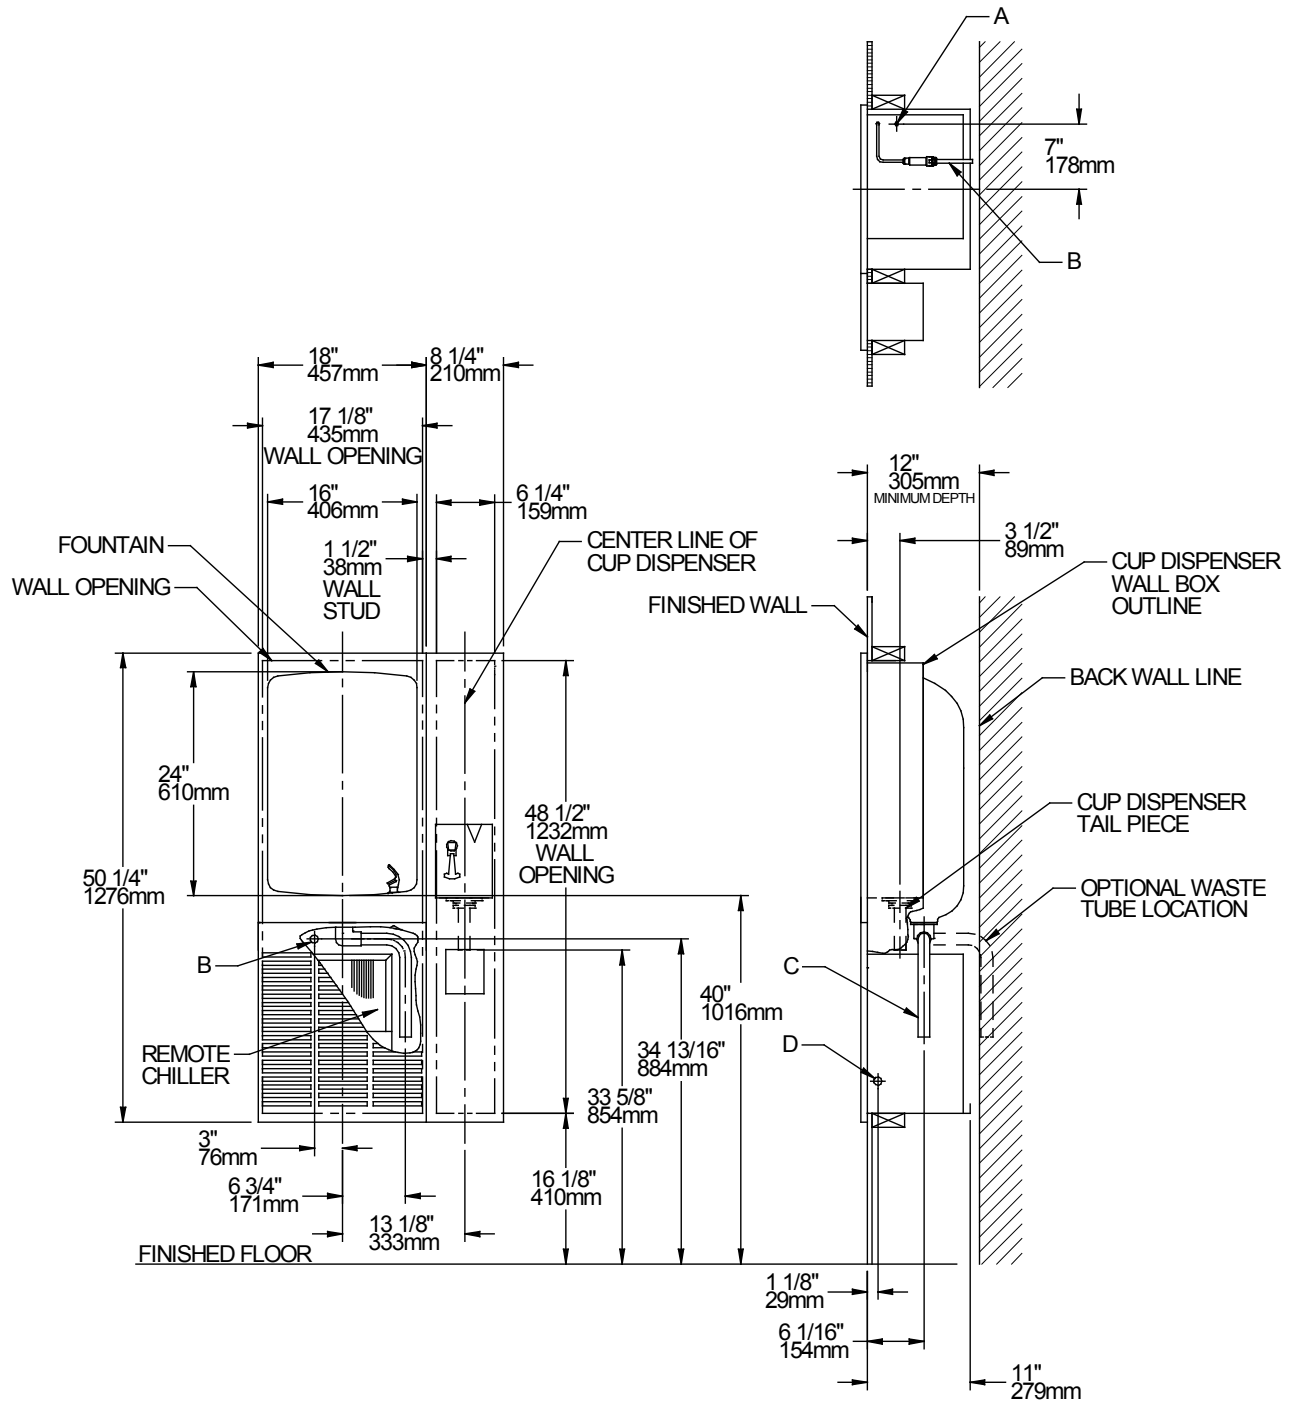 A
7"
178mm
B
18"
457mm
8 1/4"
210mm
17 1/8"
435mm
WALL OPENING
12"
305mm
MINIMUM DEPTH
16"
406mm
6 1/4"
159mm
3 1/2"
89mm
FOUNTAIN
1 1/2"
38mm
WALL
STUD
CENTER LINE OF
CUP DISPENSER
CUP DISPENSER
WALL BOX
OUTLINE
WALL OPENING
FINISHED WALL
BACK WALL LINE
24"
610mm
48 1/2"
1232mm
WALL
OPENING
CUP DISPENSER
TAIL PIECE
50 1/4"
1276mm
OPTIONAL WASTE
TUBE LOCATION
B
C
40"
1016mm
D
REMOTE
CHILLER
34 13/16"
884mm
33 5/8"
854mm
3"
76mm
16 1/8"
410mm
6 3/4"
171mm
13 1/8"
333mm
FINISHED FLOOR
1 1/8"
29mm
6 1/16"
154mm
11"
279mm